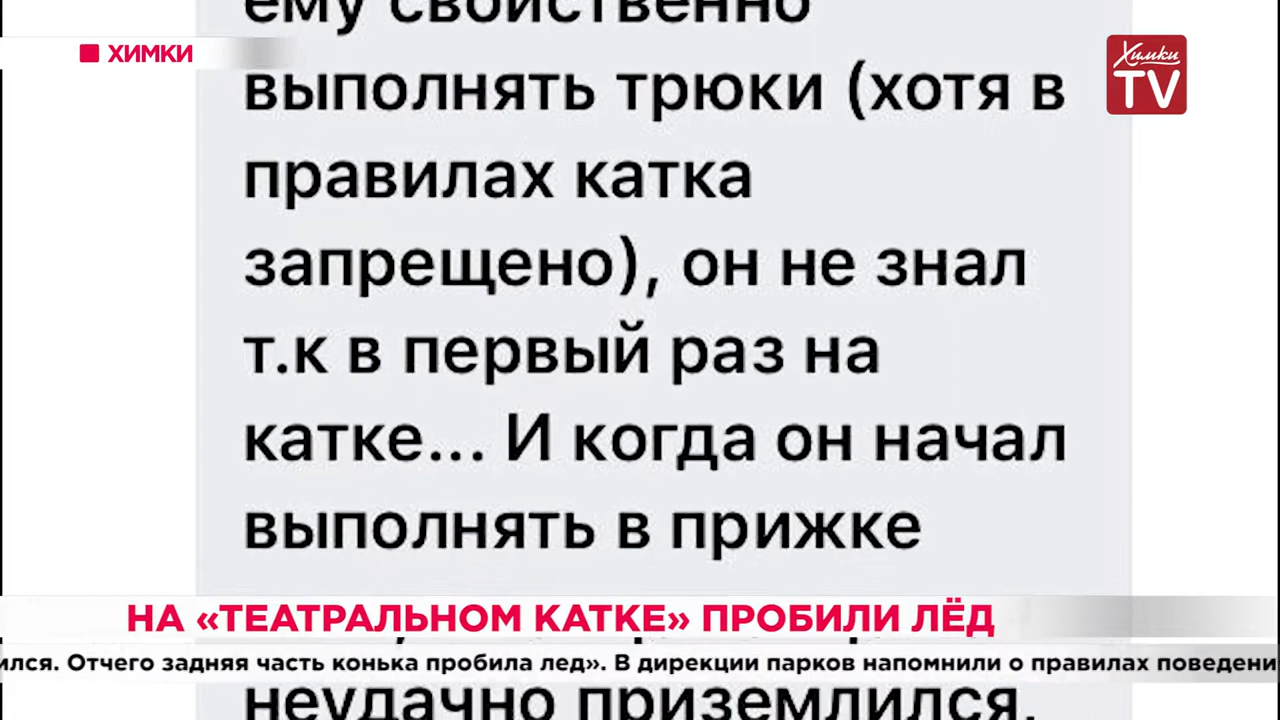 ему свойственно
ХИМКИ
Химки
TV
выполнять трюки (хотя в
правилах катка
запрещено), он не знал
т.к в первый раз на
катке... И когда он начал
выполнять в прижке
НА «ТЕАТРАЛЬНОМ КАТКЕ» ПРОБИЛИ ЛЁД
ился. Отчего задняя часть конька пробила лед». В дирекции парков напомнили о правилах поведени
неудачно приземлился.